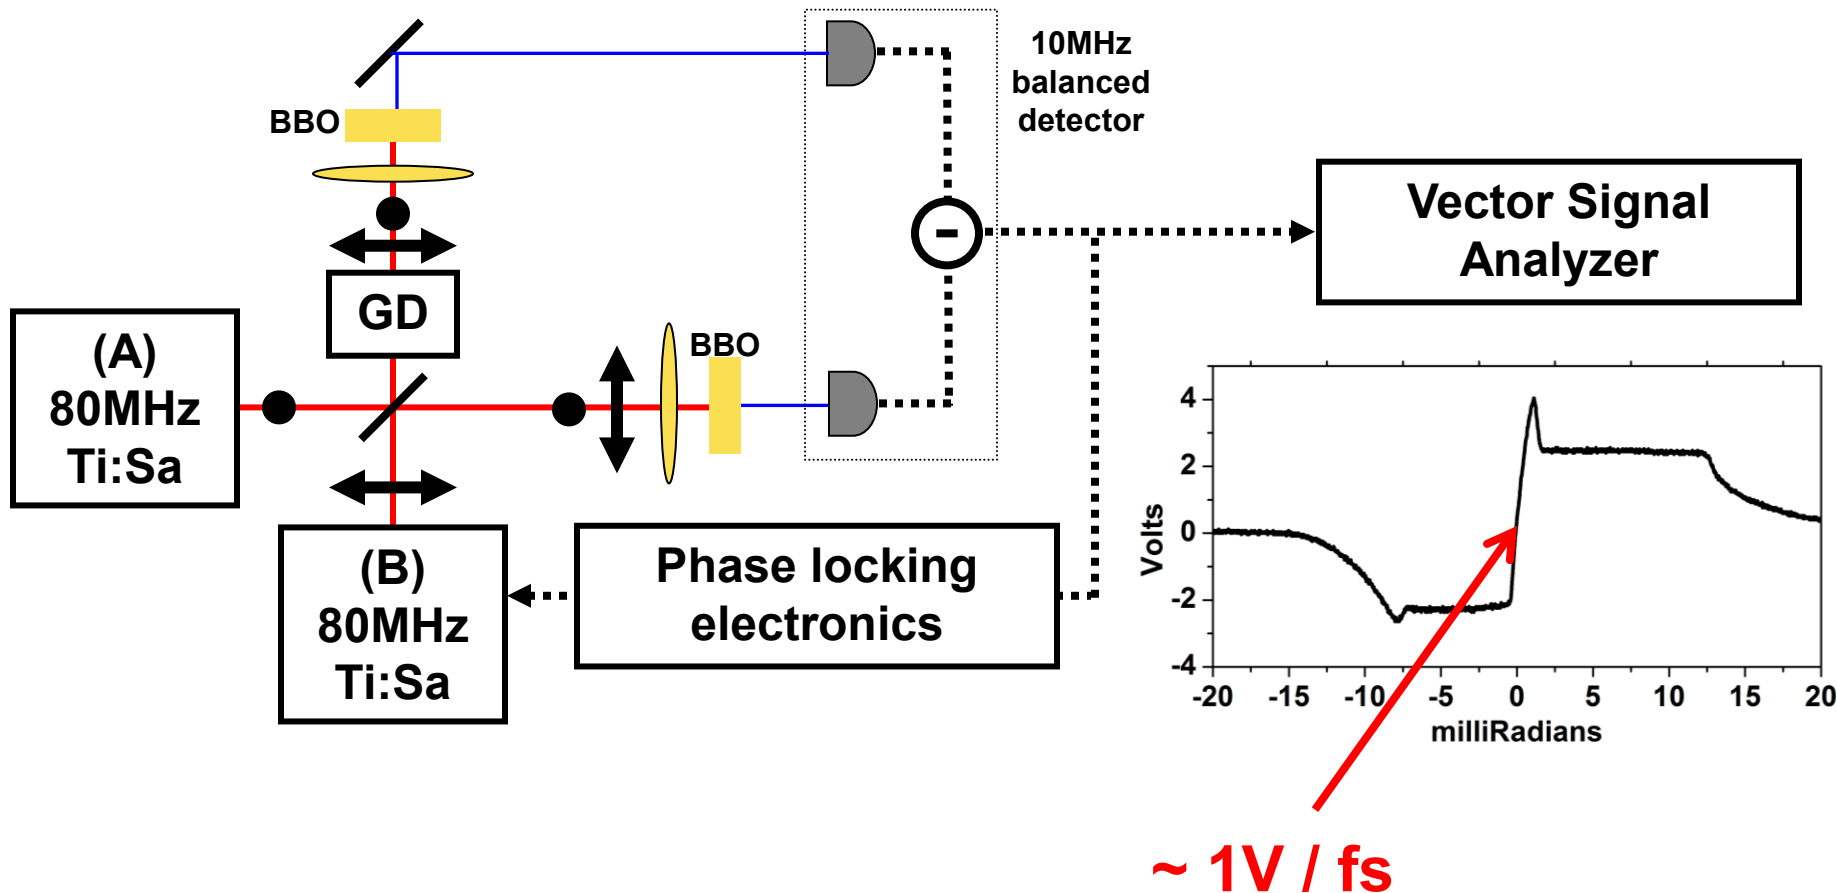 10MHz
balanced
detector
BBO
Vector Signal
Analyzer
-
GD
(A)
80MHz
Ti:Sa
BBO
(B)
80MHz
Ti:Sa
Phase locking
electronics
Volts
4
2
0
-2
-4
-20 -15 -10 -5 0 5 10 15 20
milliRadians
~ 1V / fs